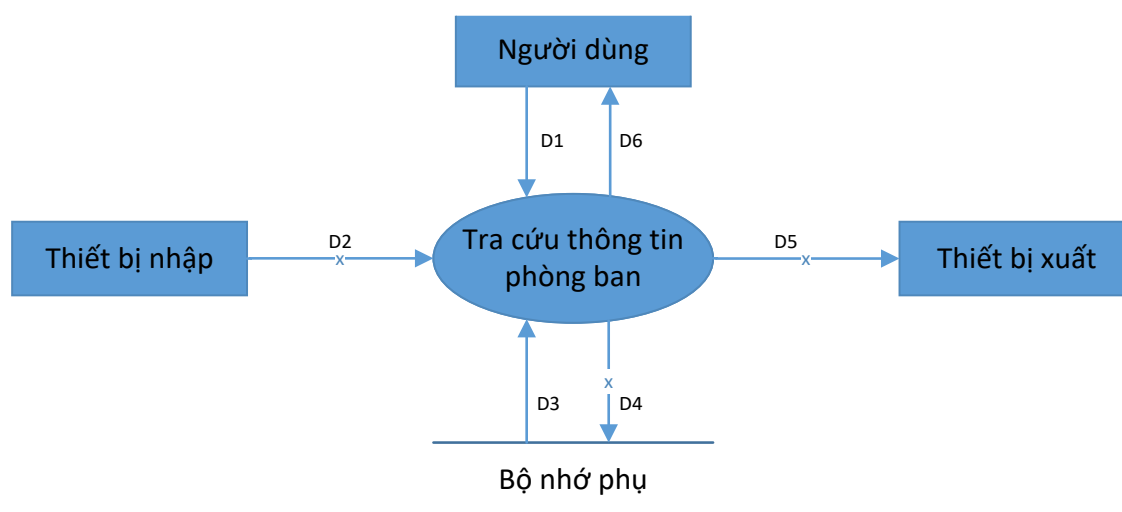 Người dùng
D1
D6
Thiết bị nhập
D2
x
Tra cứu thông tin
phòng ban
D5
x
Thiết bị xuất
x
D3
D4
Bộ nhớ phụ